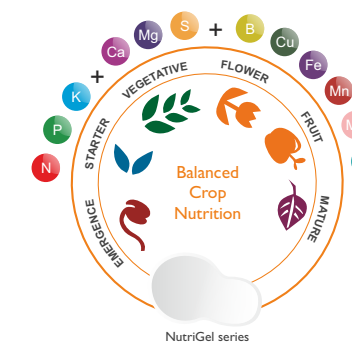 N
P
K
+
Ca
Mg
S
+
B
Cu
Fe
Mn
EMERGENCE
STARTER
VEGETATIVE
FLOWER
FRUIT
MATURE
Balanced
Crop
Nutrition
NutriGel series